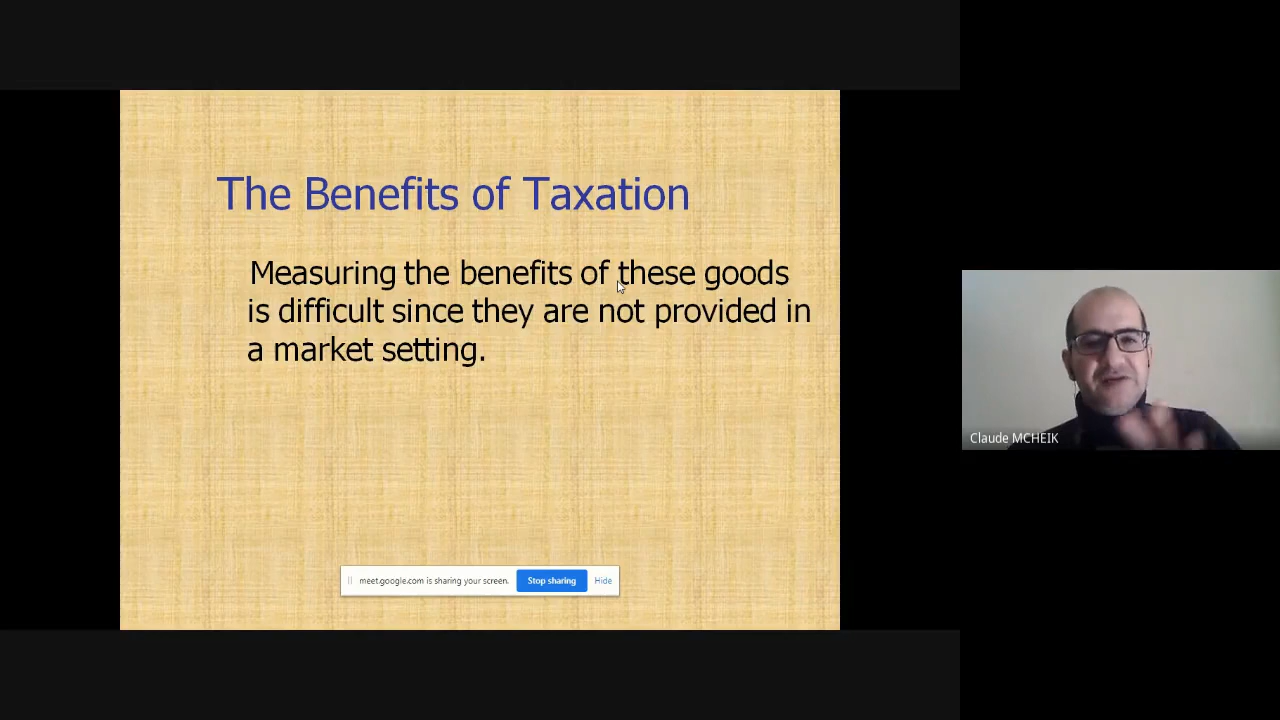 The Benefits of Taxation
Measuring the benefits of these goods
is difficult since they are not provided in
a market setting.
meet.google.com is sharing your screen.
Stop sharing
Hide
Claude MCHEIK